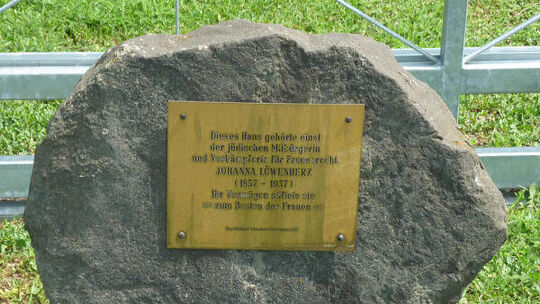 Dieses Haus gehörte einst
der jüdischen Mitbürgerin
und Vorkämpferin für Frauenrecht
JOHANNA LÖWENHERZ
(1857 - 1937)
Ihr Vermögen stiftete sie
zum Besten der Frauen